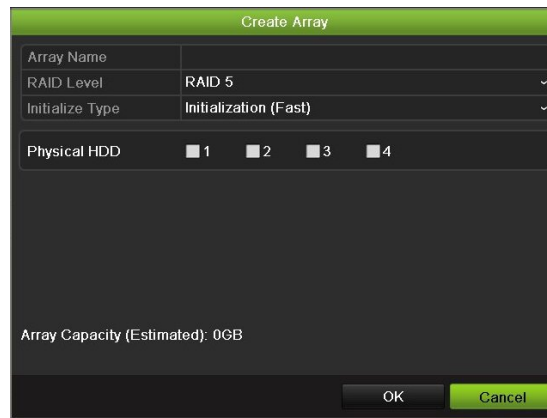 Create Array
Array Name
RAID Level RAID 5
Initialize Type Initialization (Fast)
Physical HDD 1 2 3 4
Array Capacity (Estimated): 0GB
OK Cancel